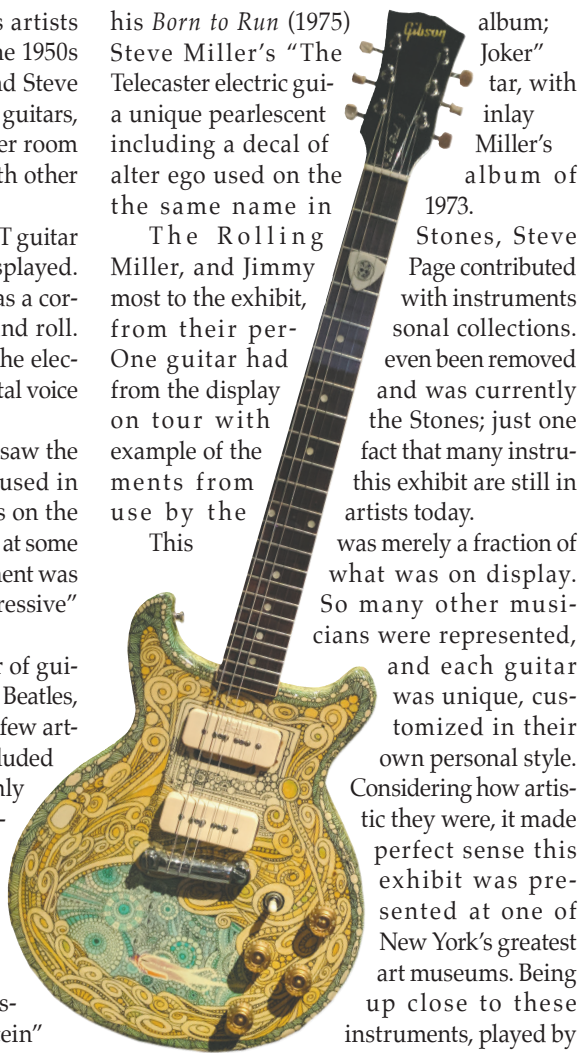 s artists
ne 1950s
nd Steve
guitars,
er room
th other
T guitar
splayed.
as a cor-
nd roll.
he elec-
tal voice
saw the
used in
s on the
at some
nent was
ressive”
r of gui-
Beatles,
few art-
luded
nly
-
s-
rein”
his Born to Run (1975) album;
Steve Miller’s “The Joker”
Telecaster electric gui- tar, with
a unique pearlescent inlay
including a decal of Miller’s
alter ego used on the album of
the same name in 1973.
The Rolling Stones, Steve
Miller, and Jimmy Page contributed
most to the exhibit, with instruments
from their per- sonal collections.
One guitar had even been removed
from the display and was currently
on tour with the Stones; just one
example of the fact that many instru-
ments from this exhibit are still in
use by the artists today.
This was merely a fraction of
what was on display.
So many other musi-
cians were represented,
and each guitar
was unique, cus-
tomized in their
own personal style.
Considering how artis-
tic they were, it made
perfect sense this
exhibit was pre-
sented at one of
New York’s greatest
art museums. Being
up close to these
instruments, played by
Gibson